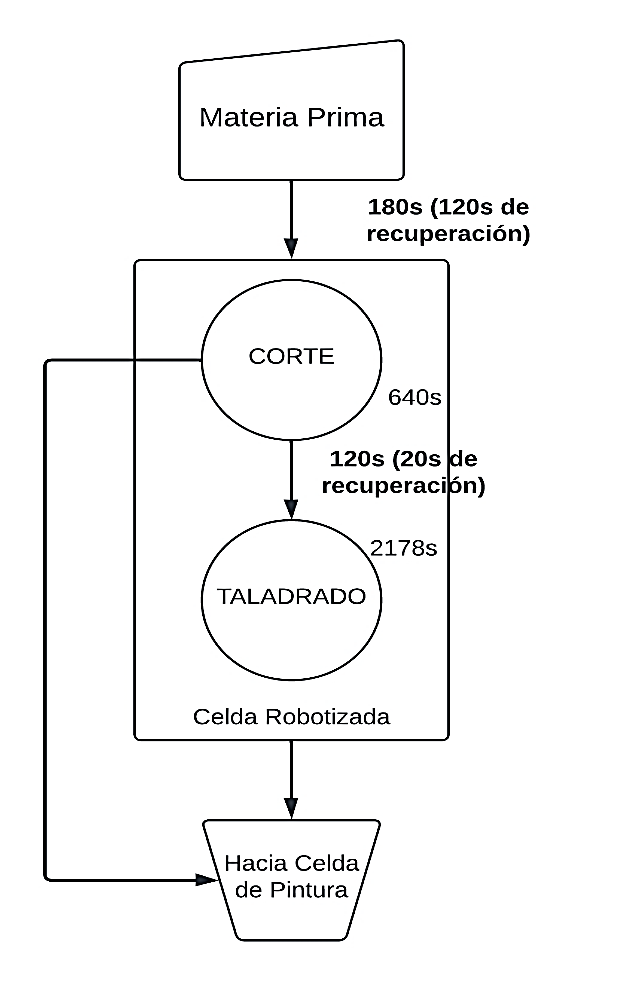 Materia Prima
180s (120s de
recuperación)
CORTE
640s
120s (20s de
recuperación)
2178s
TALADRADO
Celda Robotizada
Hacia Celda
de Pintura